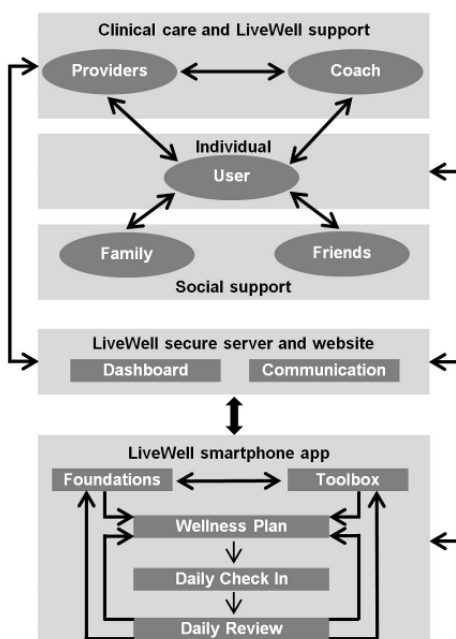 Clinical care and LiveWell support
Providers
Coach
Individual
User
Family
Friends
Social support
LiveWell secure server and website
Dashboard
Communication
LiveWell smartphone app
Foundations
Toolbox
Wellness Plan
Daily Check In
Daily Review